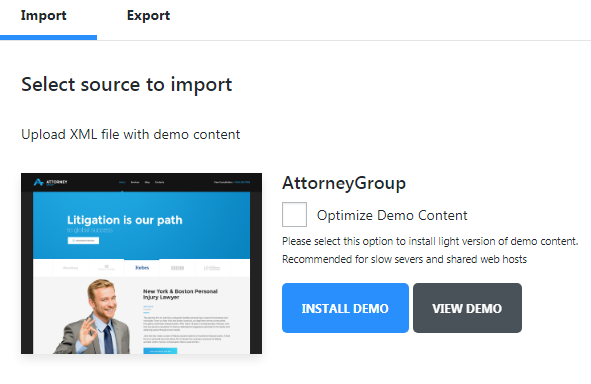 Import
Export
Select source to import
Upload XML file with demo content
ATTORNEY
Litigation is our path
to global success
Forbes
New York & Boston Personal
Injury Lawyer
AttorneyGroup
Optimize Demo Content
Please select this option to install light version of demo content.
Recommended for slow severs and shared web hosts
INSTALL DEMO
VIEW DEMO